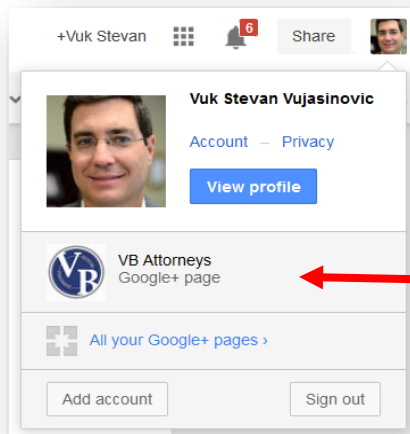 +Vuk Stevan
6
Share
Vuk Stevan Vujasinovic
Account – Privacy
View profile
VB
VB Attorneys
Google+ page
All your Google+ pages ›
Add account
Sign out